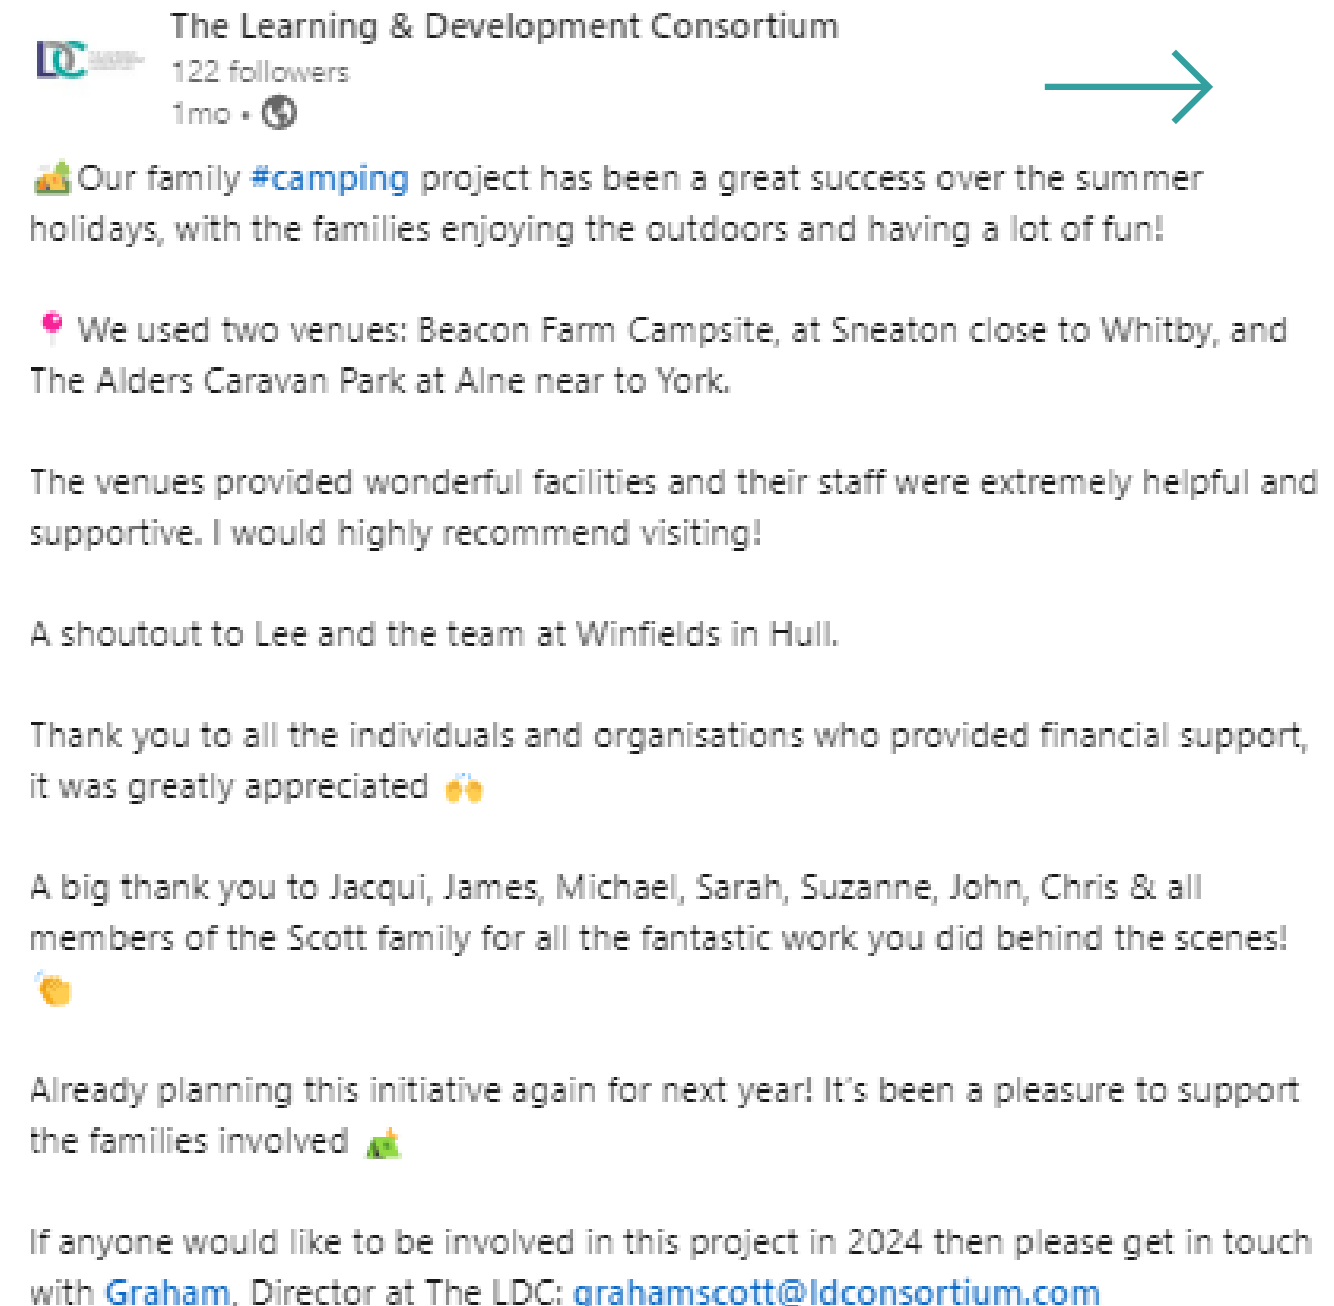 The Learning & Development Consortium
122 followers
1mo •
🏕️Our family #camping project has been a great success over the summer
holidays, with the families enjoying the outdoors and having a lot of fun!
📍 We used two venues: Beacon Farm Campsite, at Sneaton close to Whitby, and
The Alders Caravan Park at Alne near to York.
The venues provided wonderful facilities and their staff were extremely helpful and
supportive. I would highly recommend visiting!
A shoutout to Lee and the team at Winfields in Hull.
Thank you to all the individuals and organisations who provided financial support,
it was greatly appreciated 🙌
A big thank you to Jacqui, James, Michael, Sarah, Suzanne, John, Chris & all
members of the Scott family for all the fantastic work you did behind the scenes!
👏
Already planning this initiative again for next year! It's been a pleasure to support
the families involved ⛺
If anyone would like to be involved in this project in 2024 then please get in touch
with Graham, Director at The LDC: grahamscott@ldconsortium.com